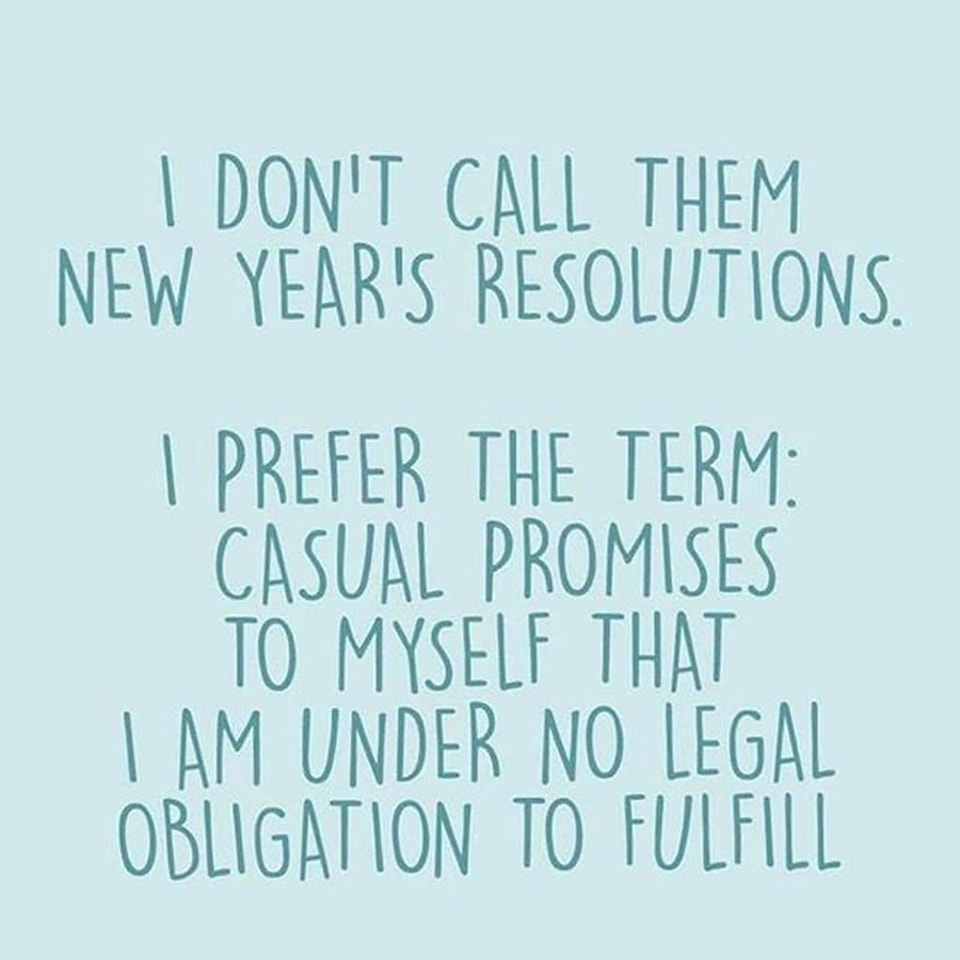 I DON'T CALL THEM
NEW YEAR'S RESOLUTIONS.
I PREFER THE TERM:
CASUAL PROMISES
TO MYSELF THAT
I AM UNDER NO LEGAL
OBLIGATION TO FULFILL